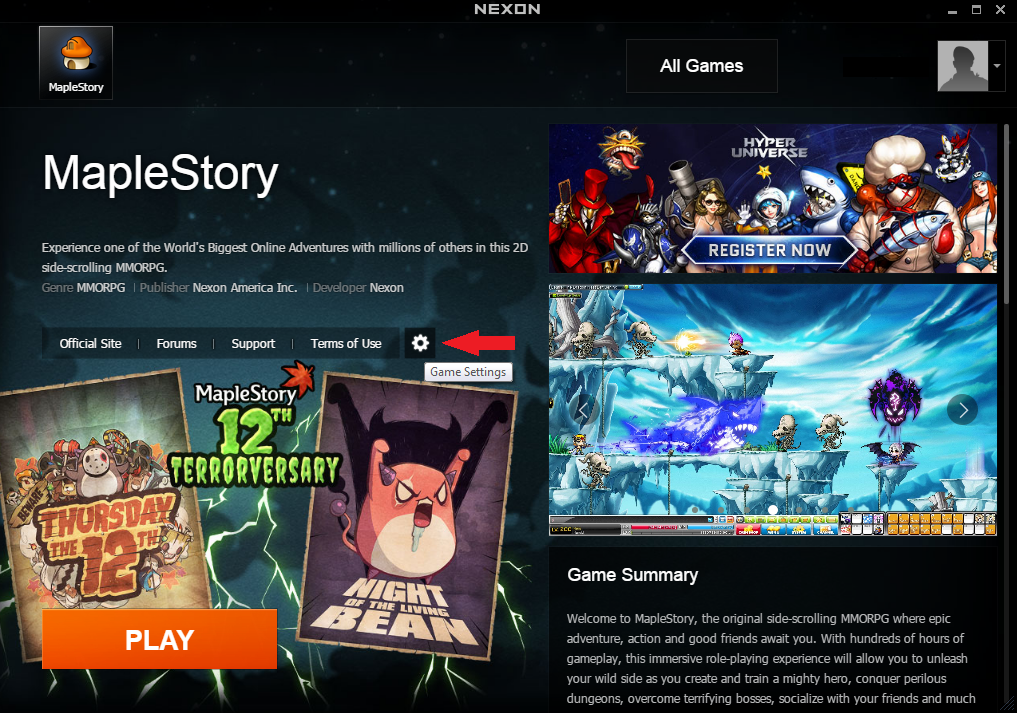 NEXON
MapleStory
All Games
MapleStory
Experience one of the World's Biggest Online Adventures with millions of others in this 2D
side-scrolling MMORPG.
Genre MMORPG | Publisher Nexon America Inc. | Developer Nexon
Official Site | Forums | Support | Terms of Use
Game Settings
HYPER
UNIVERSE
DANGER
REGISTER NOW
MapleStory
12TH
TERRORVERSARY
BEWARE
THURSDAY
THE 12TH
NIGHT
OF THE LIVING
BEAN
PLAY
Game Summary
Welcome to MapleStory, the original side-scrolling MMORPG where epic
adventure, action and good friends await you. With hundreds of hours of
gameplay, this immersive role-playing experience will allow you to unleash
your wild side as you create and train a mighty hero, conquer perilous
dungeons, overcome terrifying bosses, socialize with your friends and much